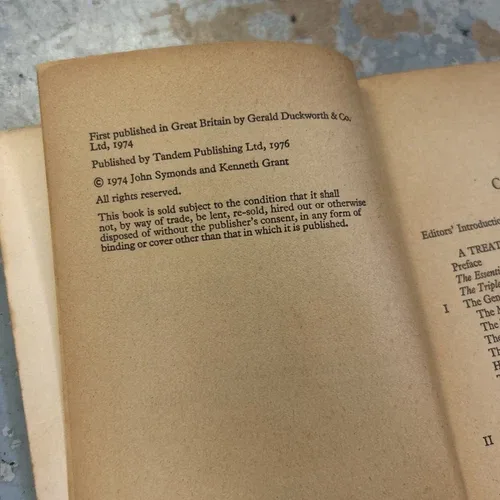 First published in Great Britain by Gerald Duckworth & Co.
Ltd, 1974
Published by Tandem Publishing Ltd, 1976
© 1974 John Symonds and Kenneth Grant
All rights reserved.
This book is sold subject to the condition that it shall
not, by way of trade, be lent, re-sold, hired out or otherwise
disposed of without the publisher's consent, in any form of
binding or cover other than that in which it is published.
Editors' Introduction
A TREAT
Preface
The Essenti
The Triple
I The Gen
The M
The
The
Th
H
II